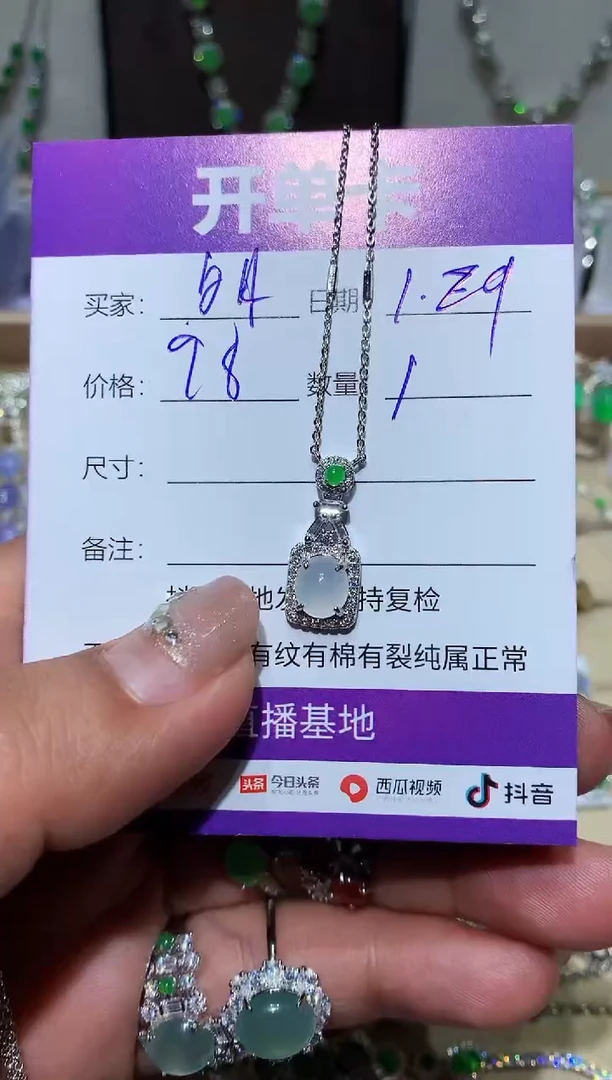 开单卡
买家: 54 日期 1.29
价格: 98 数量 1
尺寸:
备注:
持复检
有纹有棉有裂纯属正常
直播基地
头条 今日头条 西瓜视频 抖音